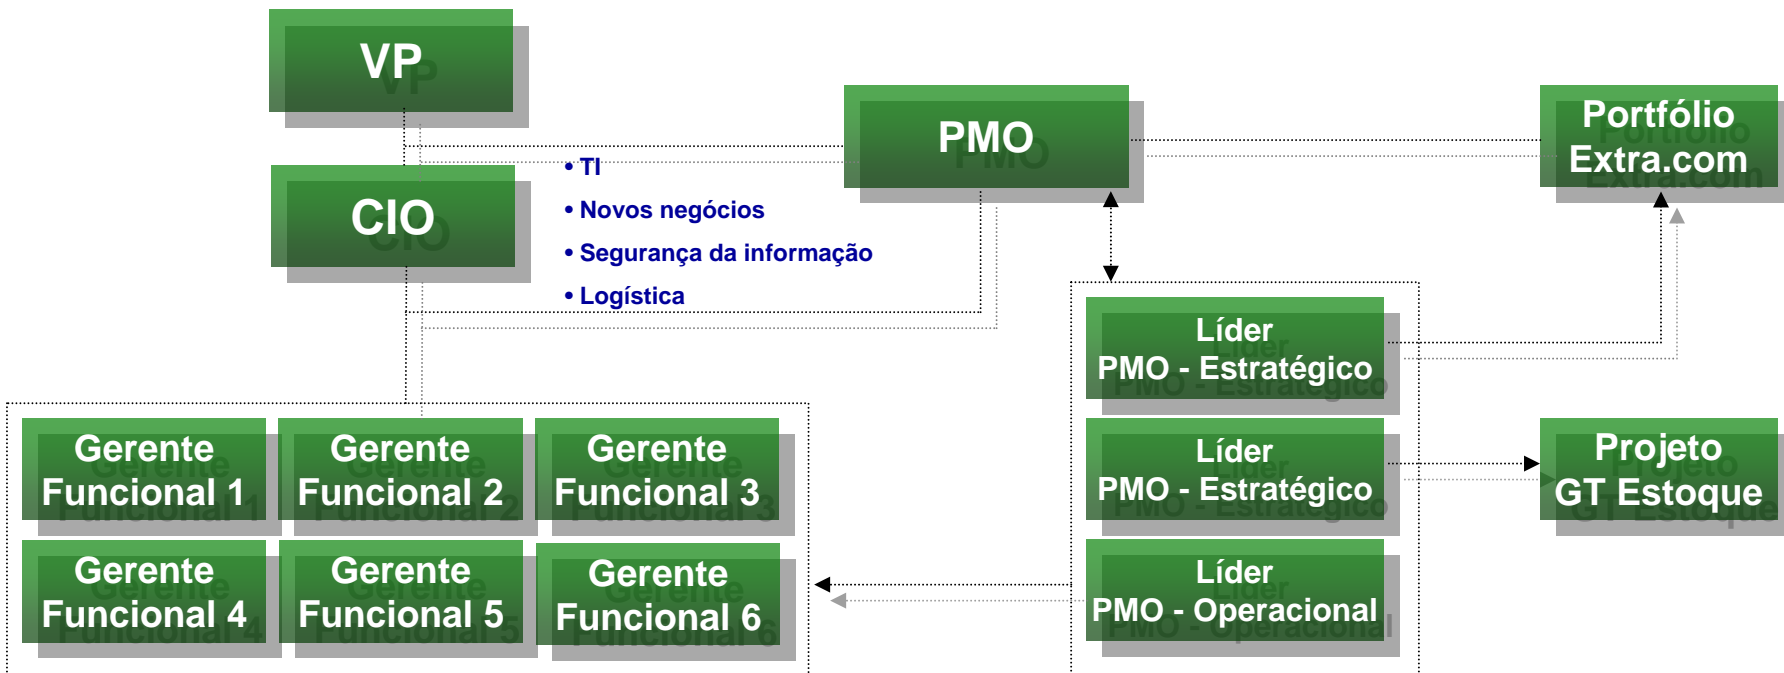 VP
PMO
Portfólio
Extra.com
CIO
• TI
• Novos negócios
• Segurança da informação
• Logística
Líder
PMO - Estratégico
Gerente
Funcional 1
Gerente
Funcional 2
Gerente
Funcional 3
Líder
PMO - Estratégico
Projeto
GT Estoque
Gerente
Funcional 4
Gerente
Funcional 5
Gerente
Funcional 6
Líder
PMO - Operacional